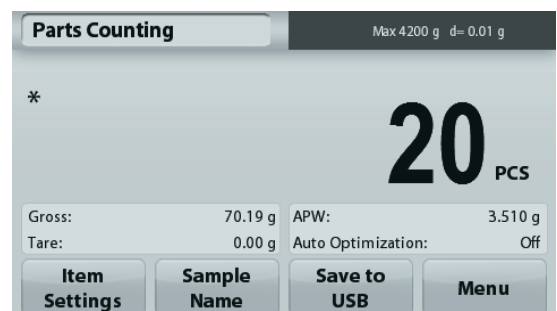 Parts Counting
Max 4200 g d= 0.01 g
*
20 PCS
Gross: 70.19 g APW: 3.510 g
Tare: 0.00 g Auto Optimization: Off
Item Settings
Sample Name
Save to USB
Menu